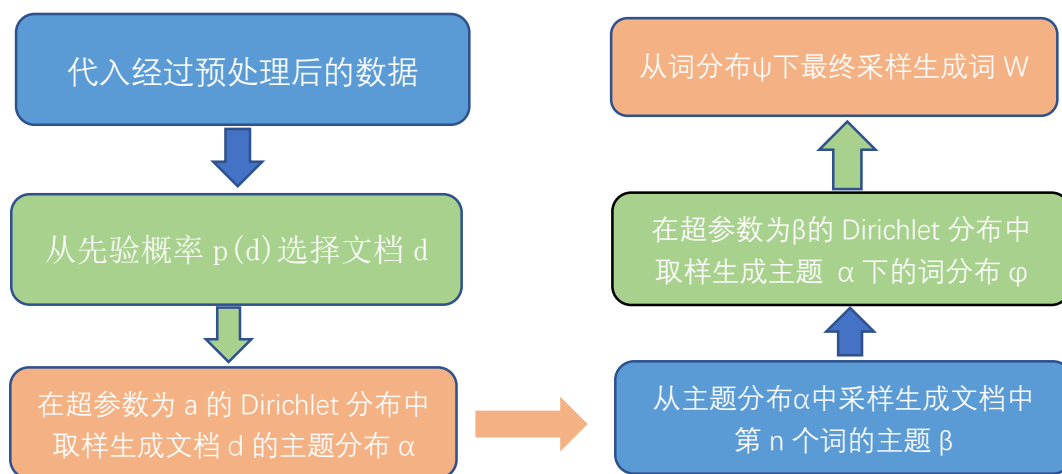 代入经过预处理后的数据
从先验概率 p(d)选择文档 d
在超参数为 a 的 Dirichlet 分布中
取样生成文档 d 的主题分布 α
从主题分布α中采样生成文档中
第 n 个词的主题 β
在超参数为β的 Dirichlet 分布中
取样生成主题 α 下的词分布 φ
从词分布ψ下最终采样生成词 W